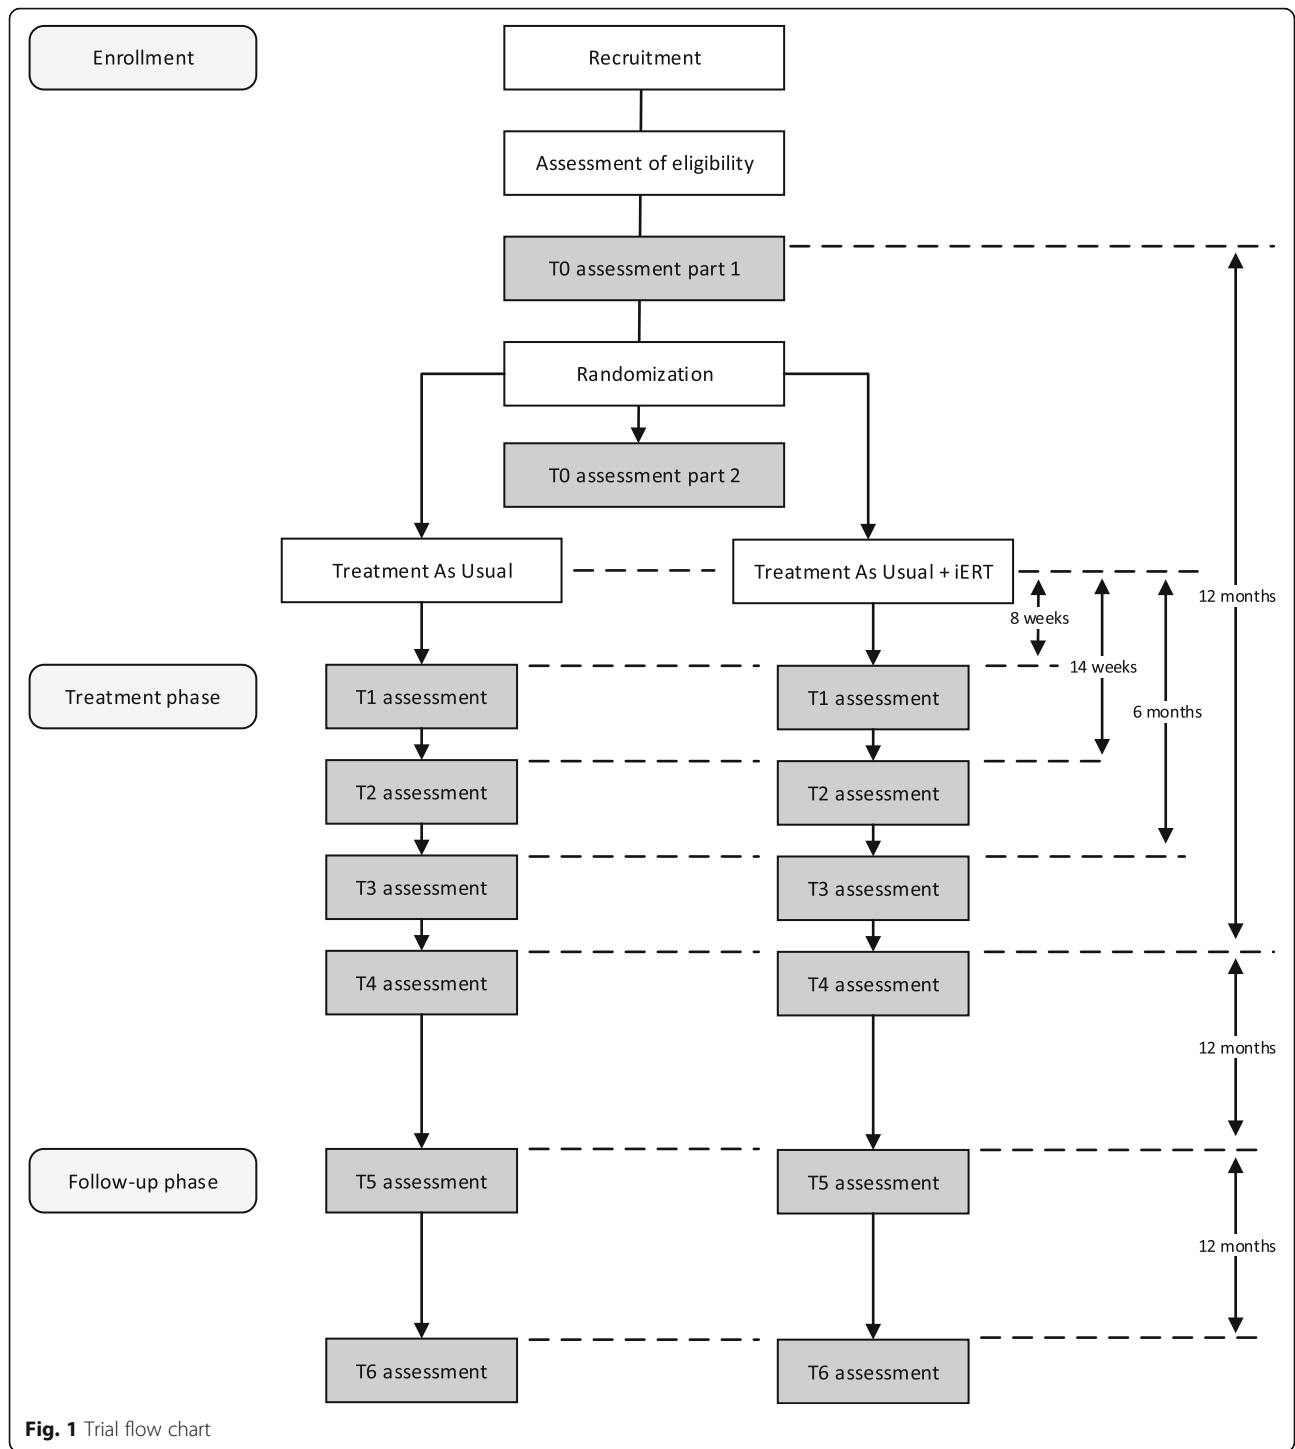 Enrollment
Recruitment
Assessment of eligibility
T0 assessment part 1
Randomization
T0 assessment part 2
Treatment As Usual
Treatment As Usual + iERT
12 months
8 weeks
14 weeks
Treatment phase
T1 assessment
T1 assessment
6 months
T2 assessment
T2 assessment
T3 assessment
T3 assessment
T4 assessment
T4 assessment
12 months
Follow-up phase
T5 assessment
T5 assessment
12 months
T6 assessment
T6 assessment
Fig. 1 Trial flow chart